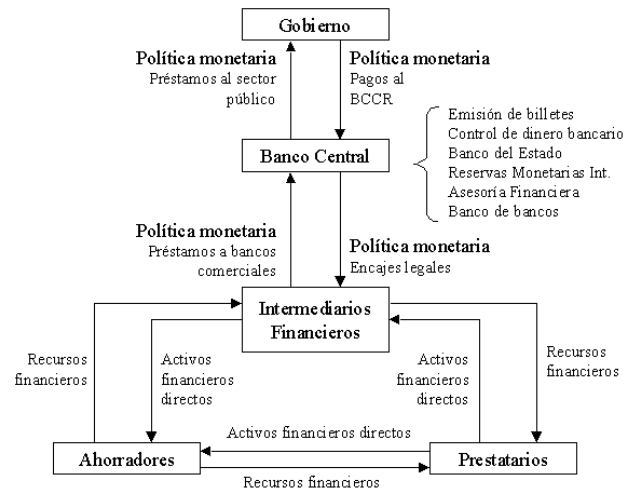 Gobierno
Política monetaria
Préstamos al sector
público
Política monetaria
Pagos al
BCCR
Banco Central
Emisión de billetes
Control de dinero bancario
Banco del Estado
Reservas Monetarias Int.
Asesoría Financiera
Banco de bancos
Política monetaria
Préstamos a bancos
comerciales
Política monetaria
Encajes legales
Intermediarios
Financieros
Recursos
financieros
Activos
financieros
directos
Activos
financieros
directos
Recursos
financieros
Ahorradores
Activos financieros directos
Recursos financieros
Prestatarios